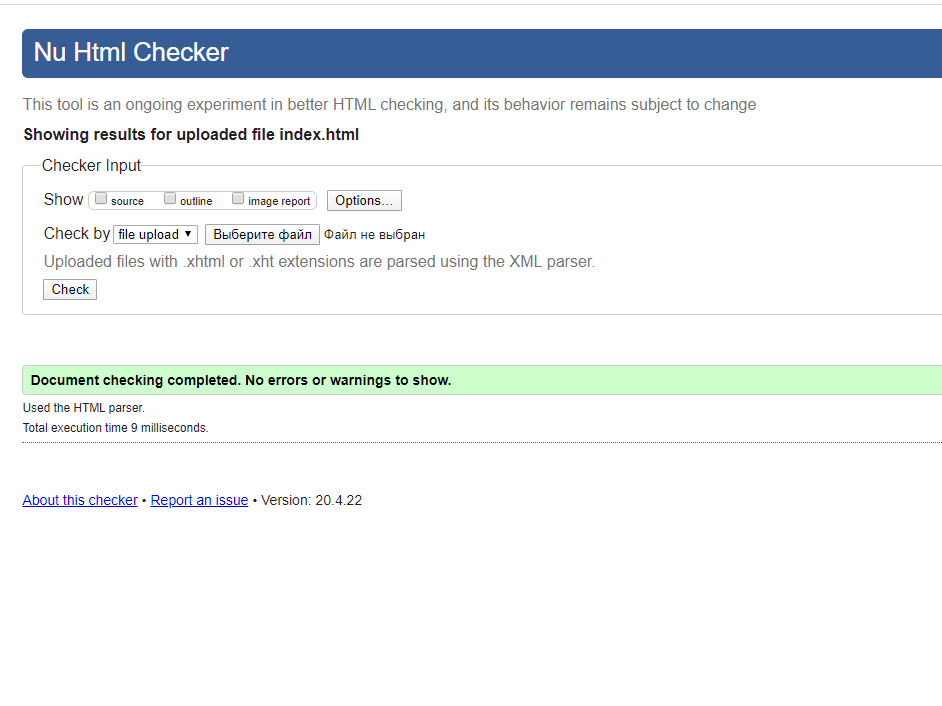 Nu Html Checker
This tool is an ongoing experiment in better HTML checking, and its behavior remains subject to change
Showing results for uploaded file index.html
Checker Input
Show source outline image report Options...
Check by file upload Выберите файл Файл не выбран
Uploaded files with .xhtml or .xht extensions are parsed using the XML parser.
Check
Document checking completed. No errors or warnings to show.
Used the HTML parser.
Total execution time 9 milliseconds.
About this checker • Report an issue • Version: 20.4.22